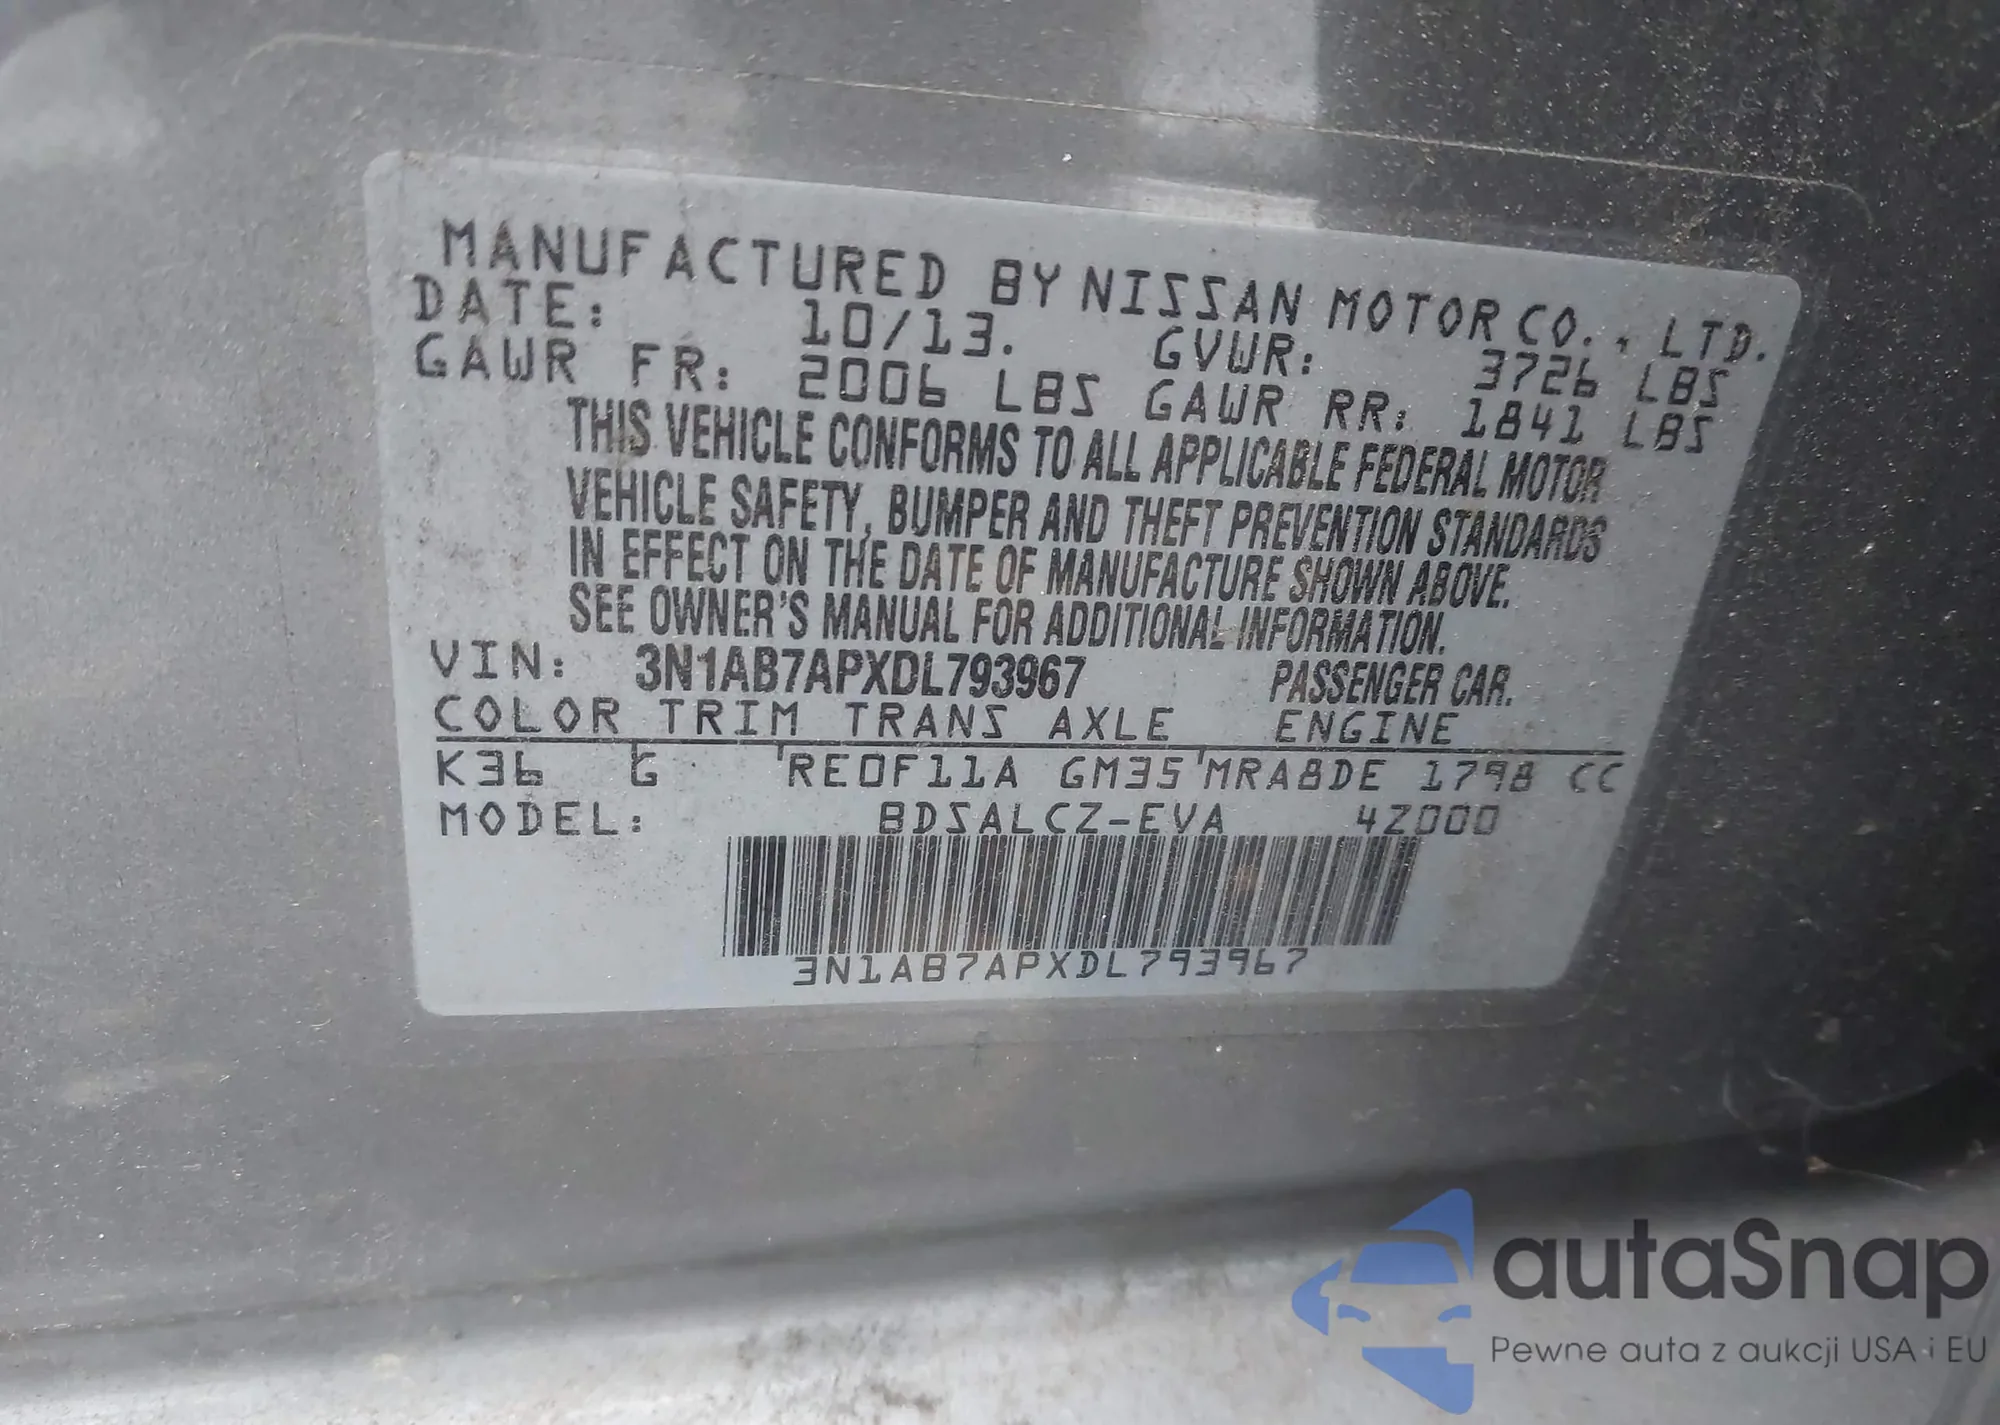 MANUFACTURED BY NISSAN MOTOR CO., LTD.
DATE: 10/13. GVWR: 3726 LBS
GAWR FR: 2006 LBS GAWR RR: 1841 LBS
THIS VEHICLE CONFORMS TO ALL APPLICABLE FEDERAL MOTOR
VEHICLE SAFETY, BUMPER AND THEFT PREVENTION STANDARDS
IN EFFECT ON THE DATE OF MANUFACTURE SHOWN ABOVE.
SEE OWNER'S MANUAL FOR ADDITIONAL INFORMATION.
VIN: 3N1AB7APXDL793967 PASSENGER CAR.
COLOR TRIM TRANS AXLE ENGINE
K36 G RE0F11A GM35 MRA8DE 1798 CC
MODEL: BDSALCZ-EVA 4Z000
3N1AB7APXDL793967
autaSnap
Pewne auta z aukcji USA i EU